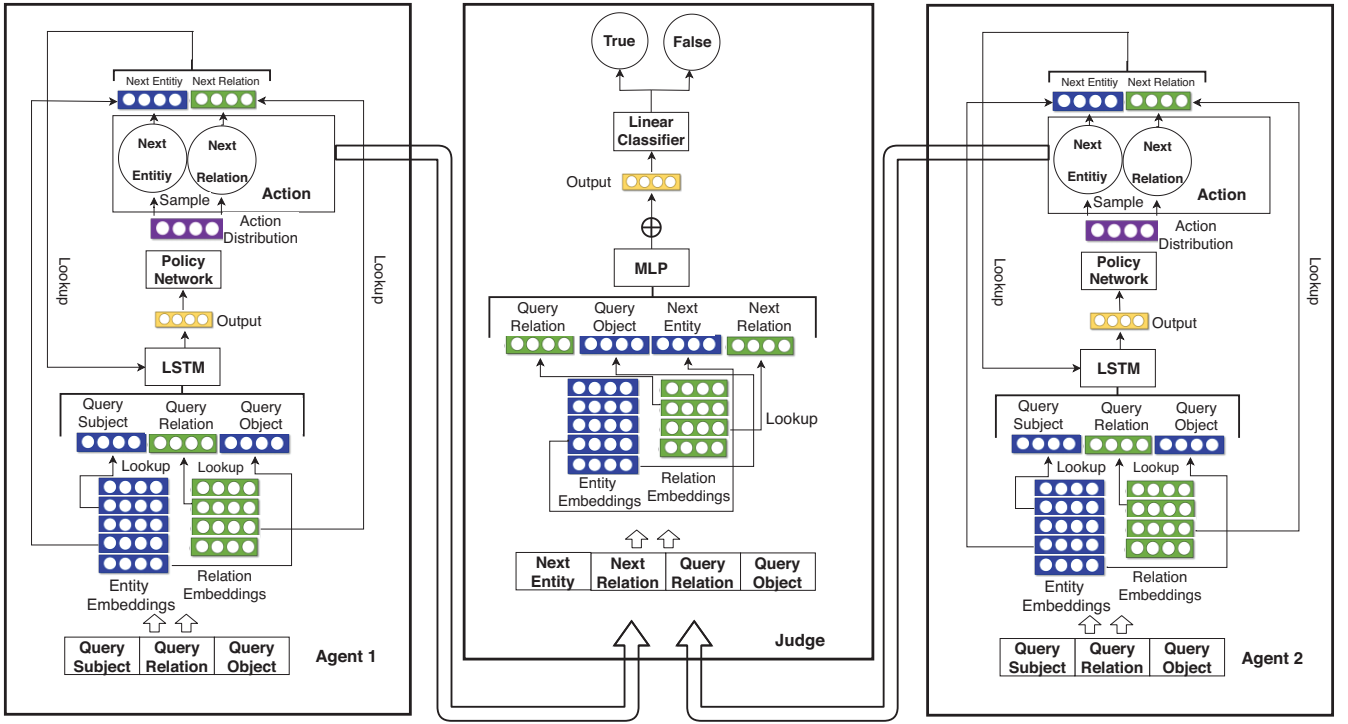 Next Entitiy Next Relation
Next
Entitiy
Next
Relation
Sample
Action
Action
Distribution
Policy
Network
Lookup
Lookup
Output
LSTM
Query
Subject
Query
Relation
Query
Object
Lookup
Lookup
Entity
Embeddings
Relation
Embeddings
Query
Subject
Query
Relation
Query
Object
Agent 1
True
False
Linear
Classifier
Output
MLP
Query
Relation
Query
Object
Next
Entity
Next
Relation
Lookup
Entity
Embeddings
Relation
Embeddings
Next
Entity
Next
Relation
Query
Relation
Query
Object
Judge
Next Entitiy Next Relation
Next
Entitiy
Next
Relation
Sample
Action
Action
Distribution
Policy
Network
Lookup
Lookup
Output
LSTM
Query
Subject
Query
Relation
Query
Object
Lookup
Lookup
Entity
Embeddings
Relation
Embeddings
Query
Subject
Query
Relation
Query
Object
Agent 2